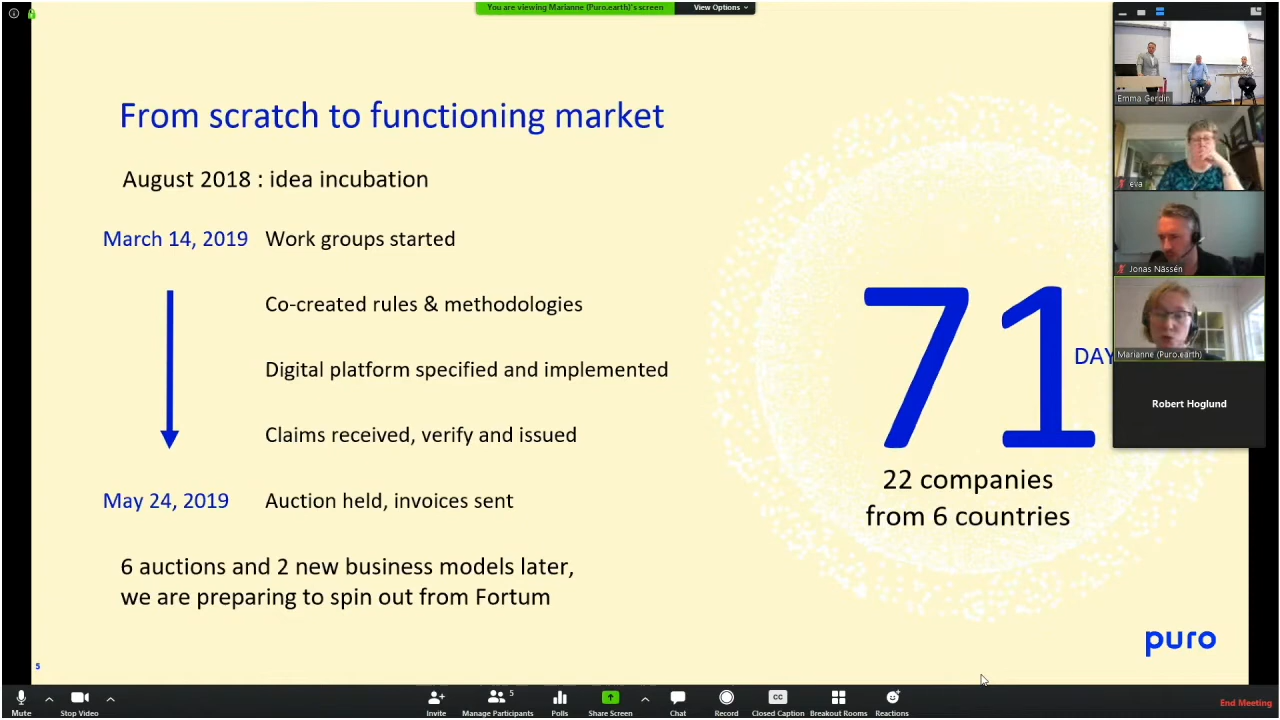 You are viewing Marianne (Puro.earth)'s screen
View Options
From scratch to functioning market
August 2018 : idea incubation
March 14, 2019 Work groups started
Co-created rules & methodologies
Digital platform specified and implemented
Claims received, verify and issued
May 24, 2019 Auction held, invoices sent
6 auctions and 2 new business models later,
we are preparing to spin out from Fortum
71
DAY
22 companies
from 6 countries
puro
5
Emma Gerdin
eva
Jonas Nässén
Marianne (Puro.earth)
Robert Hoglund
Mute
Stop Video
Invite
5
Manage Participants
Polls
Share Screen
Chat
Record
CC
Closed Caption
Breakout Rooms
Reactions
End Meeting